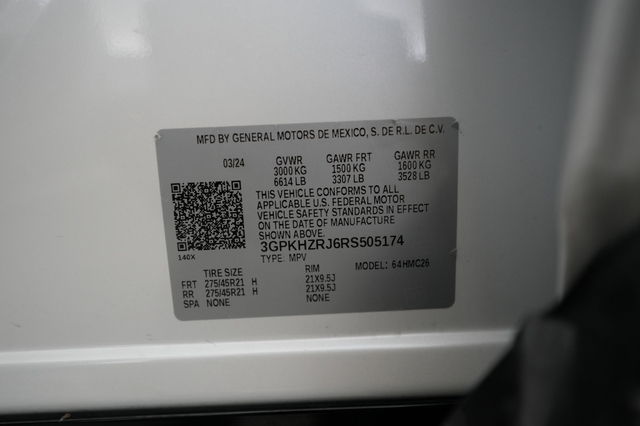 MFD BY GENERAL MOTORS DE MEXICO, S. DE R.L. DE C.V.
03/24 GVWR GAWR FRT GAWR RR
3000 KG 1500 KG 1600 KG
6614 LB 3307 LB 3528 LB
THIS VEHICLE CONFORMS TO ALL
APPLICABLE U.S. FEDERAL MOTOR
VEHICLE SAFETY STANDARDS IN EFFECT
ON THE DATE OF MANUFACTURE
SHOWN ABOVE.
3GPKHZRJ6RS505174
140X TYPE: MPV MODEL: 64HMC26
TIRE SIZE RIM
FRT 275/45R21 H 21X9.5J
RR 275/45R21 H 21X9.5J
SPA NONE NONE